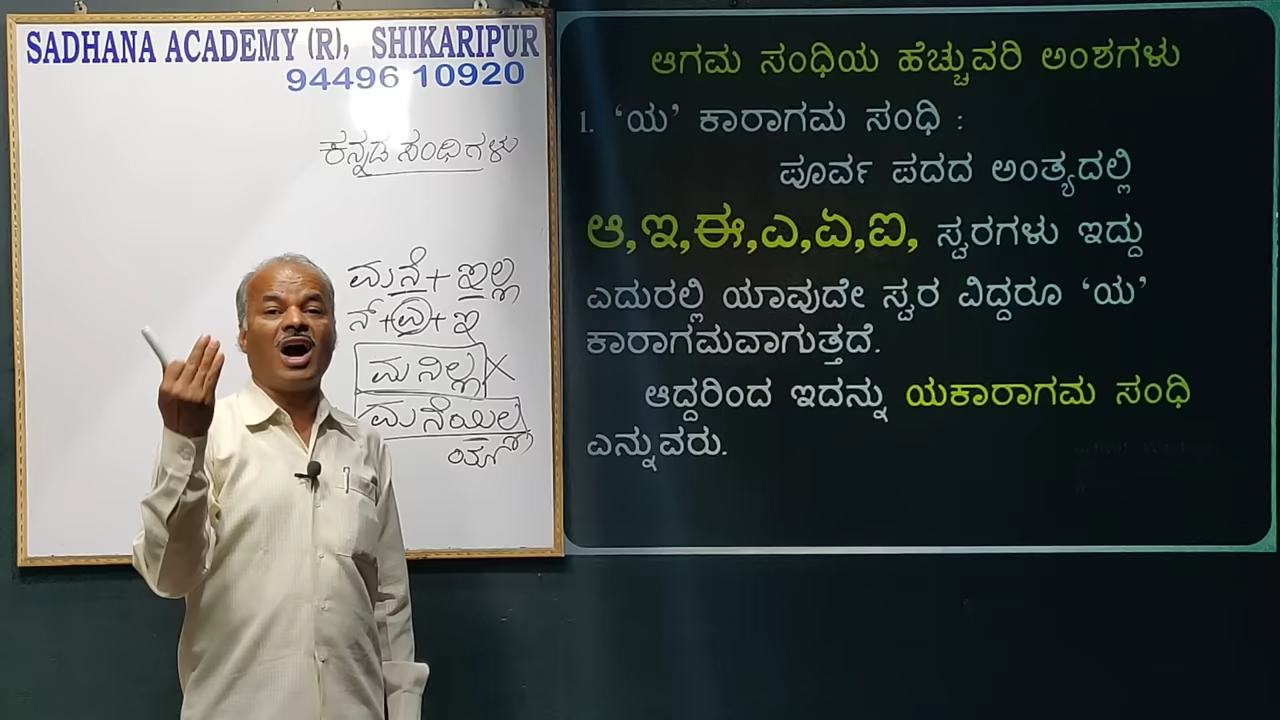 SADHANA ACADEMY (R), SHIKARIPUR
94496 10920
ಕನ್ನಡ ಸಂಧಿಗಳು
ಮನೆ+ ಇಲ್ಲ
ನ್+ಎ+ ಇ
ಮನಿಲ್ಲ X
ಮನೆಯಿಲ್ಲ
ಆಗಮ ಸಂಧಿಯ ಹೆಚ್ಚುವರಿ ಅಂಶಗಳು
1. ‘ಯ’ ಕಾರಾಗಮ ಸಂಧಿ :
ಪೂರ್ವ ಪದದ ಅಂತ್ಯದಲ್ಲಿ
ಆ,ಇ,ಈ,ಎ,ಏ,ಐ, ಸ್ವರಗಳು ಇದ್ದು
ಎದುರಲ್ಲಿ ಯಾವುದೇ ಸ್ವರ ವಿದ್ದರೂ ‘ಯ’
ಕಾರಾಗಮವಾಗುತ್ತದೆ.
ಆದ್ದರಿಂದ ಇದನ್ನು ಯಕಾರಾಗಮ ಸಂಧಿ
ಎನ್ನುವರು.